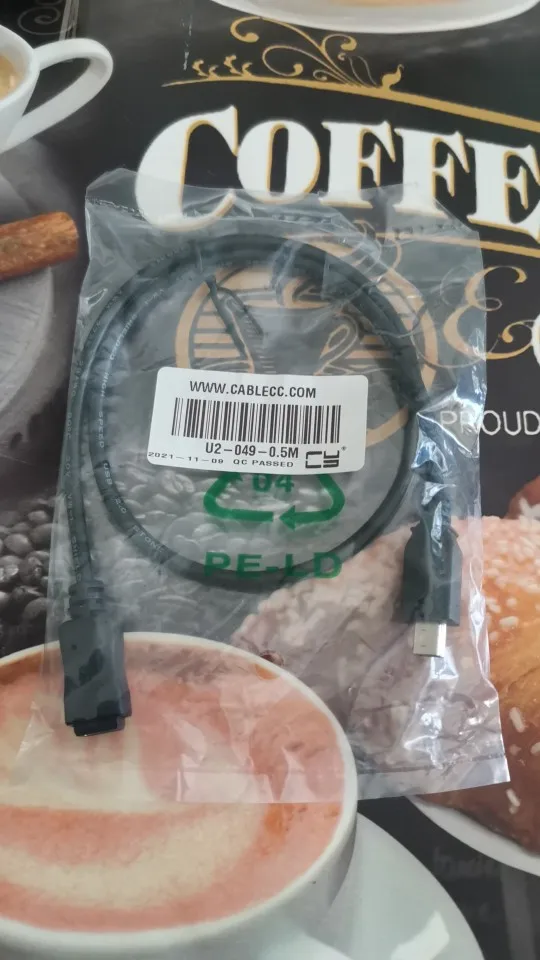 COFFE
&
PROUD
WWW.CABLECC.COM
U2-049-0.5M
2021-11-09 QC PASSED CY
04
PE-LD